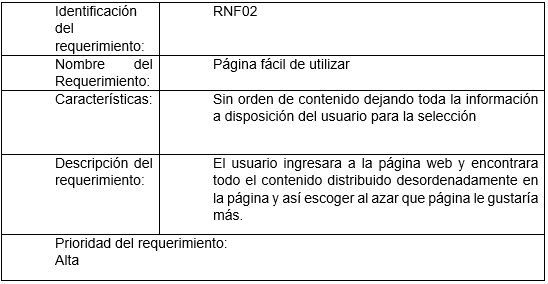 Identificación
del
requerimiento:
RNF02
Nombre del
Requerimiento:
Página fácil de utilizar
Características:
Sin orden de contenido dejando toda la información
a disposición del usuario para la selección
Descripción del
requerimiento:
El usuario ingresara a la página web y encontrara
todo el contenido distribuido desordenadamente en
la página y así escoger al azar que página le gustaría
más.
Prioridad del requerimiento:
Alta